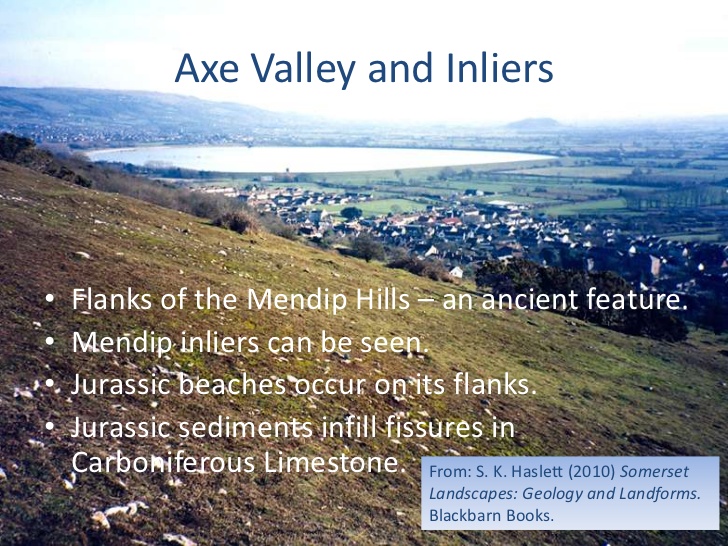 Axe Valley and Inliers
• Flanks of the Mendip Hills – an ancient feature.
• Mendip inliers can be seen.
• Jurassic beaches occur on its flanks.
• Jurassic sediments infill fissures in
Carboniferous Limestone.
From: S. K. Haslett (2010) Somerset
Landscapes: Geology and Landforms.
Blackbarn Books.